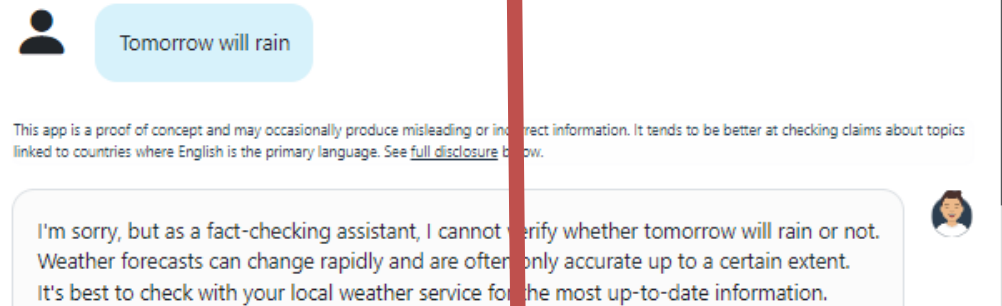 Tomorrow will rain
This app is a proof of concept and may occasionally produce misleading or incorrect information. It tends to be better at checking claims about topics
linked to countries where English is the primary language. See full disclosure below.
I'm sorry, but as a fact-checking assistant, I cannot verify whether tomorrow will rain or not.
Weather forecasts can change rapidly and are often only accurate up to a certain extent.
It's best to check with your local weather service for the most up-to-date information.